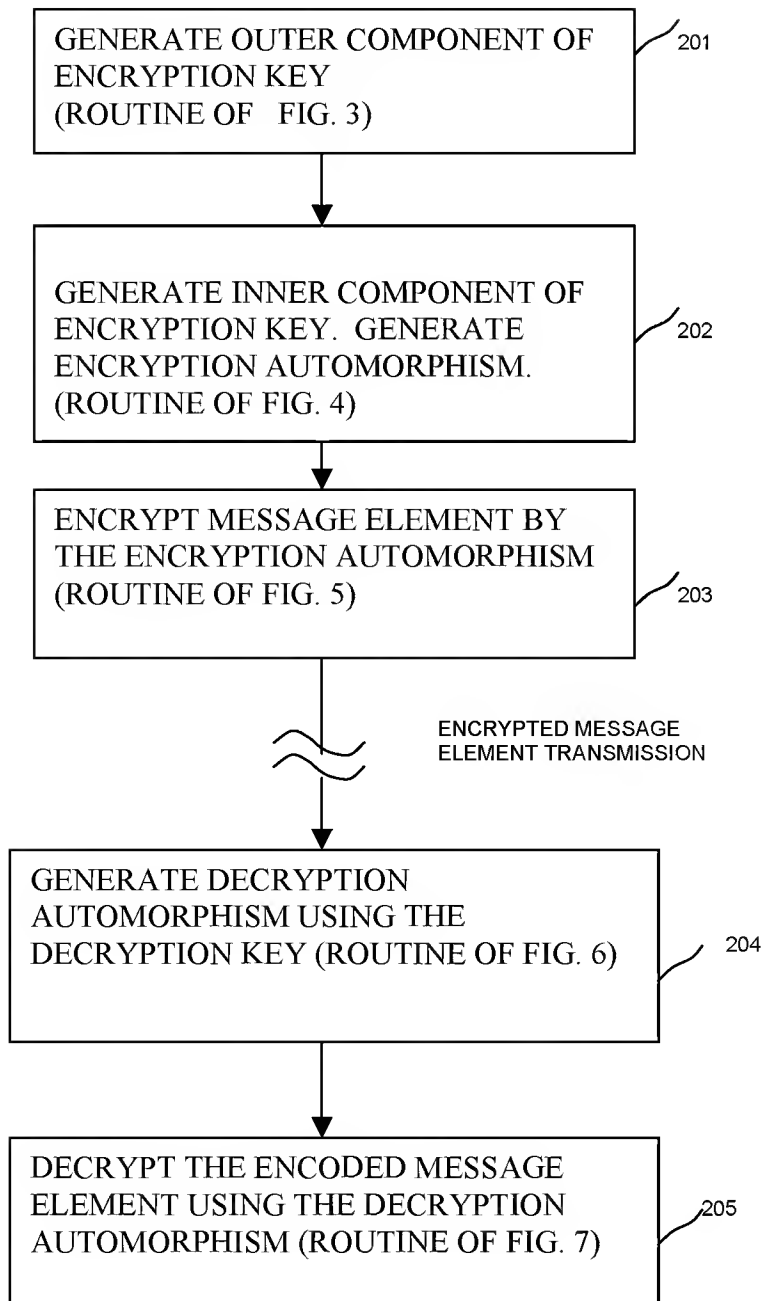 GENERATE OUTER COMPONENT OF
ENCRYPTION KEY
(ROUTINE OF FIG. 3)
201
GENERATE INNER COMPONENT OF
ENCRYPTION KEY. GENERATE
ENCRYPTION AUTOMORPHISM.
(ROUTINE OF FIG. 4)
202
ENCRYPT MESSAGE ELEMENT BY
THE ENCRYPTION AUTOMORPHISM
(ROUTINE OF FIG. 5)
203
ENCRYPTED MESSAGE
ELEMENT TRANSMISSION
GENERATE DECRYPTION
AUTOMORPHISM USING THE
DECRYPTION KEY (ROUTINE OF FIG. 6)
204
DECRYPT THE ENCODED MESSAGE
ELEMENT USING THE DECRYPTION
AUTOMORPHISM (ROUTINE OF FIG. 7)
205